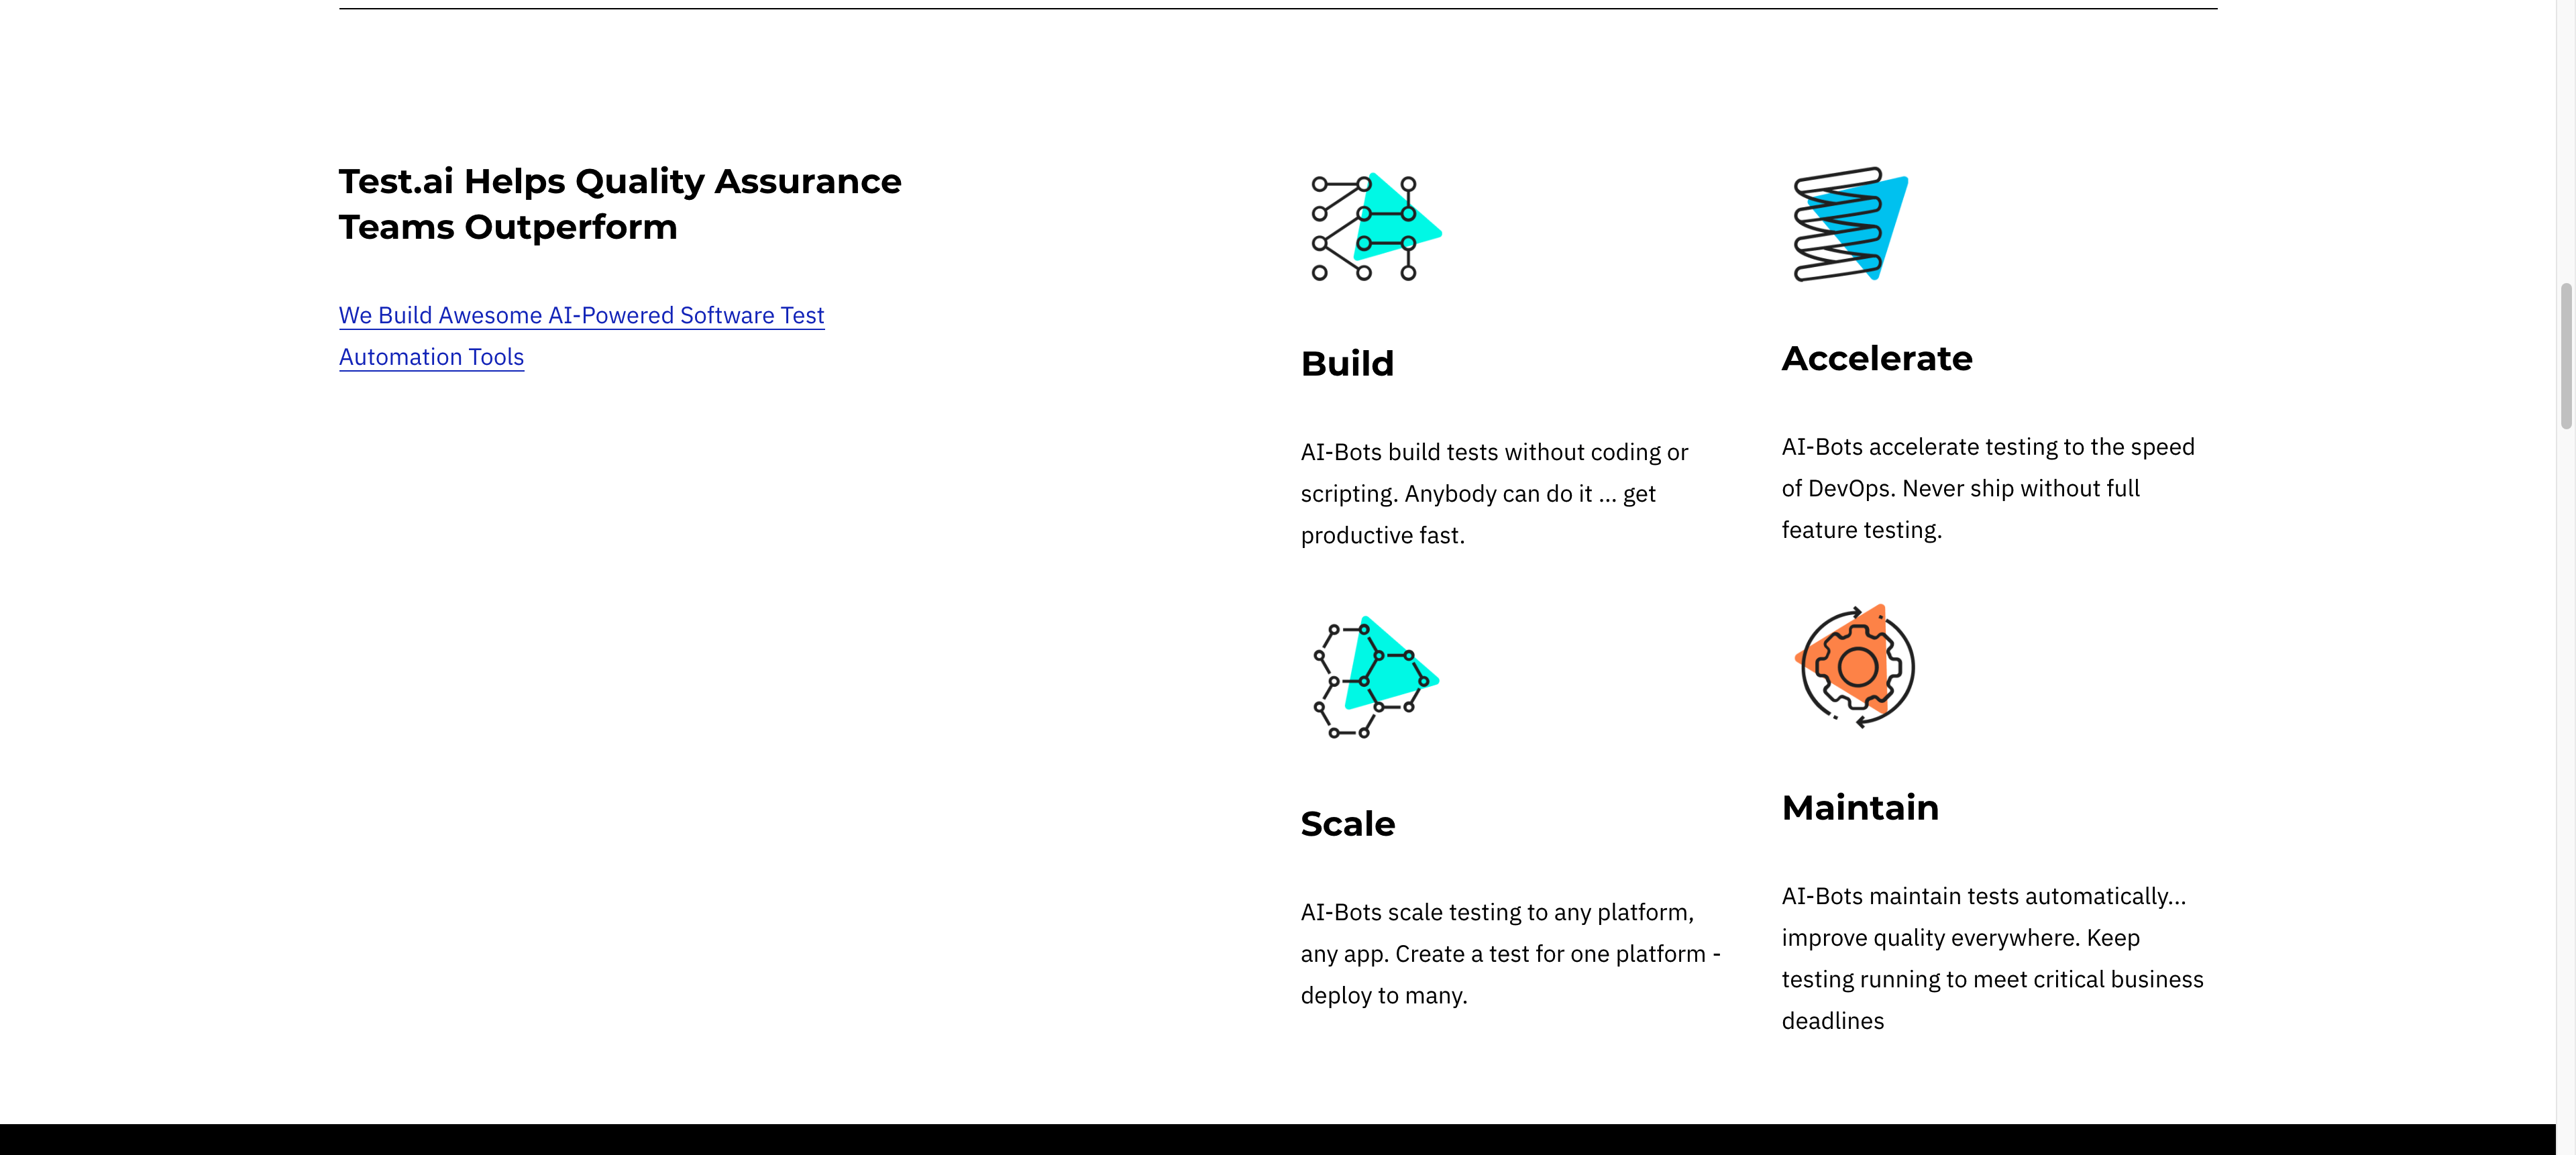 Test.ai Helps Quality Assurance
Teams Outperform
We Build Awesome AI-Powered Software Test
Automation Tools
Build
AI-Bots build tests without coding or
scripting. Anybody can do it ... get
productive fast.
Accelerate
AI-Bots accelerate testing to the speed
of DevOps. Never ship without full
feature testing.
Scale
AI-Bots scale testing to any platform,
any app. Create a test for one platform -
deploy to many.
Maintain
AI-Bots maintain tests automatically...
improve quality everywhere. Keep
testing running to meet critical business
deadlines